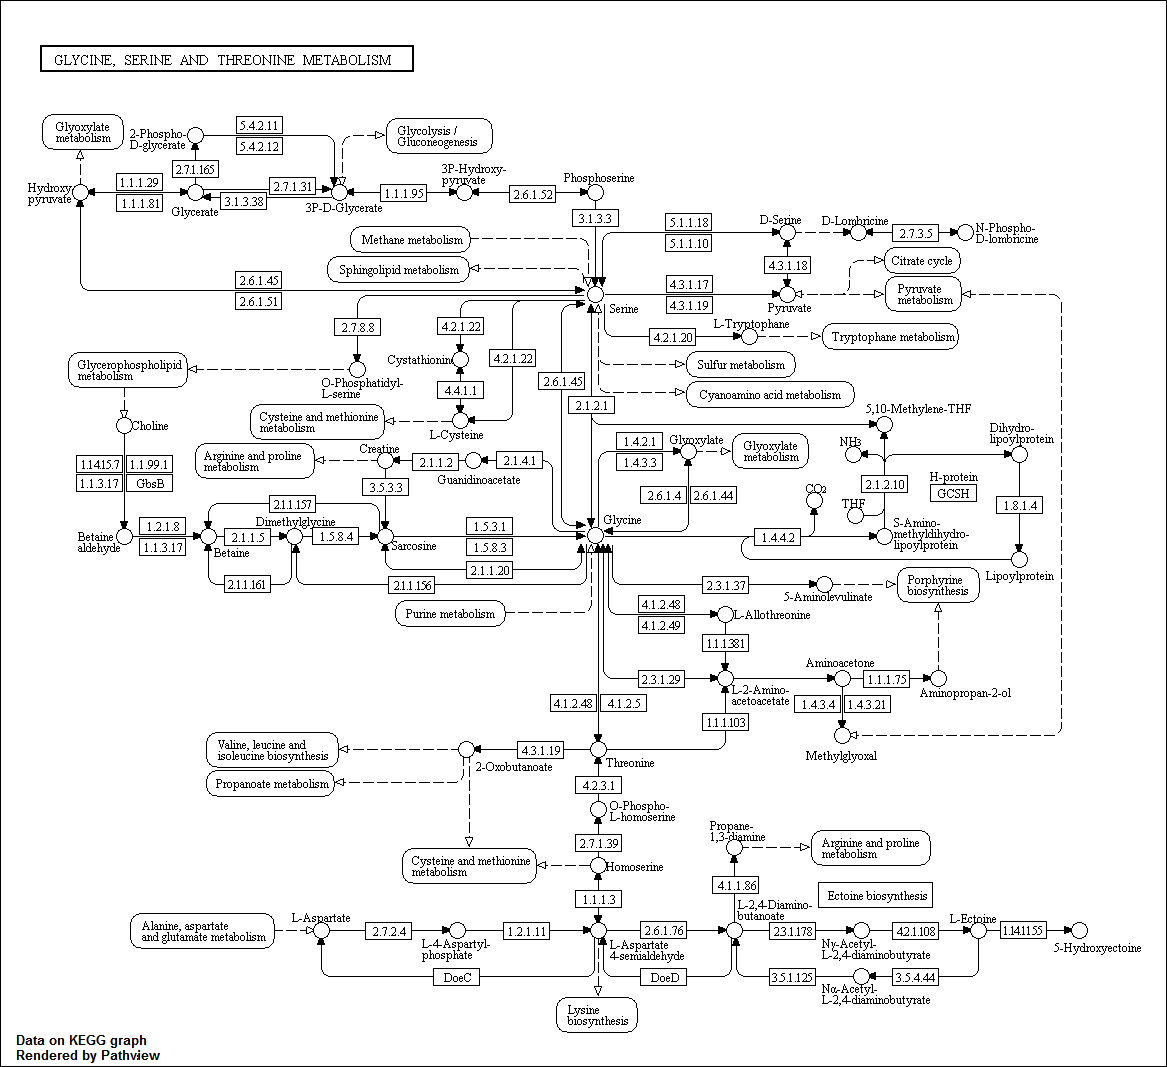 GLYCINE, SERINE AND THREONINE METABOLISM
Glyoxylate
metabolism
2-Phospho-
D-glycerate
5.4.2.11
5.4.2.12
Glycolysis /
Gluconeogenesis
2.7.1.165
3P-Hydroxy-
pyruvate
Phosphoserine
Hydroxy
pyruvate
1.1.1.29
1.1.1.81
Glycerate
2.7.1.31
3.1.3.38
3P-D-Glycerate
1.1.1.95
2.6.1.52
3.1.3.3
Methane metabolism
Sphingolipid metabolism
5.1.1.18
5.1.1.10
D-Serine
D-Lombricine
2.7.3.5
N-Phospho-
D-lombricine
4.3.1.18
Citrate cycle
2.6.1.45
2.6.1.51
Serine
4.3.1.17
4.3.1.19
Pyruvate
Pyruvate
metabolism
2.7.8.8
4.2.1.22
4.2.1.22
4.2.1.20
L-Tryptophane
Tryptophane metabolism
Glycerophospholipid
metabolism
O-Phosphatidyl-
L-serine
Cystathionin
4.4.1.1
2.6.1.45
Sulfur metabolism
Cyanoamino acid metabolism
2.1.2.1
Choline
Cysteine and methionine
metabolism
L-Cysteine
5,10-Methylene-THF
1.14.15.7
1.1.99.1
1.1.3.17
GbsB
Arginine and proline
metabolism
Creatine
2.1.1.2
Guanidinoacetate
2.1.4.1
1.4.2.1
1.4.3.3
Glyoxylate
Glyoxylate
metabolism
NH3
Dihydro-
lipoylprotein
3.5.3.3
2.6.1.4
2.6.1.44
CO2
THF
2.1.2.10
H-protein
GCSH
1.8.1.4
Betaine
aldehyde
1.2.1.8
1.1.3.17
2.1.1.157
2.1.1.5
Betaine
Dimethylglycine
1.5.8.4
Sarcosine
1.5.3.1
1.5.8.3
Glycine
1.4.4.2
S-Amino-
methyldihydro-
lipoylprotein
Lipoylprotein
2.1.1.161
2.1.1.156
2.1.1.20
Purine metabolism
2.3.1.37
5-Aminolevulinate
Porphyrine
biosynthesis
4.1.2.48
4.1.2.49
L-Allothreonine
1.1.1.381
2.3.1.29
L-2-Amino-
acetoacetate
Aminoacetone
1.1.1.75
Aminopropan-2-ol
4.1.2.48
4.1.2.5
1.1.1.103
1.4.3.4
1.4.3.21
Methylglyoxal
Valine, leucine and
isoleucine biosynthesis
Propanoate metabolism
2-Oxobutanoate
4.3.1.19
Threonine
4.2.3.1
O-Phospho-
L-homoserine
2.7.1.39
Homoserine
Cysteine and methionine
metabolism
1.1.1.3
Propane-
1,3-diamine
Arginine and proline
metabolism
4.1.1.86
Ectoine biosynthesis
Alanine, aspartate
and glutamate metabolism
L-Aspartate
2.7.2.4
L-4-Aspartyl-
phosphate
1.2.1.11
L-Aspartate
4-semialdehyde
2.6.1.76
L-2,4-Diamino-
butanoate
2.3.1.178
Nγ-Acetyl-
L-2,4-diaminobutyrate
4.2.1.108
L-Ectoine
1.14.11.55
5-Hydroxyectoine
DoeC
DoeD
3.5.1.125
Nα-Acetyl-
L-2,4-diaminobutyrate
3.5.4.44
Lysine
biosynthesis
Data on KEGG graph
Rendered by Pathview